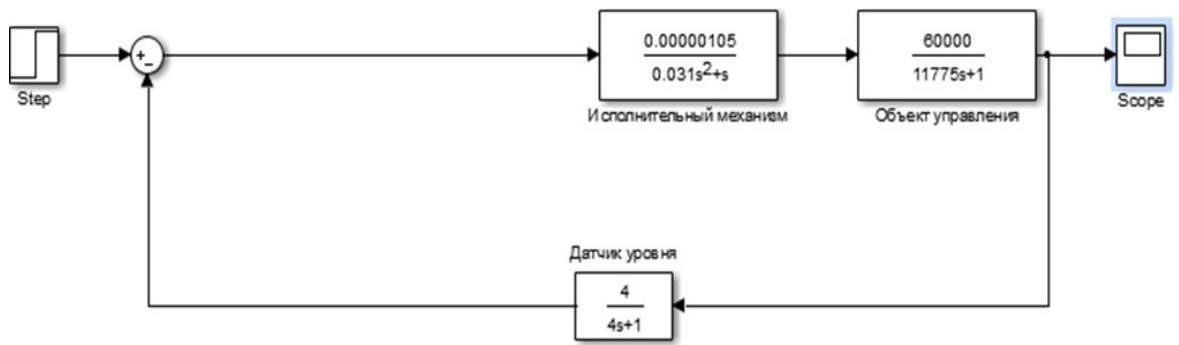 Step
+
-
0.00000105
0.031s²+s
Исполнительный механизм
60000
11775s+1
Объект управления
Scope
Датчик уровня
4
4s+1